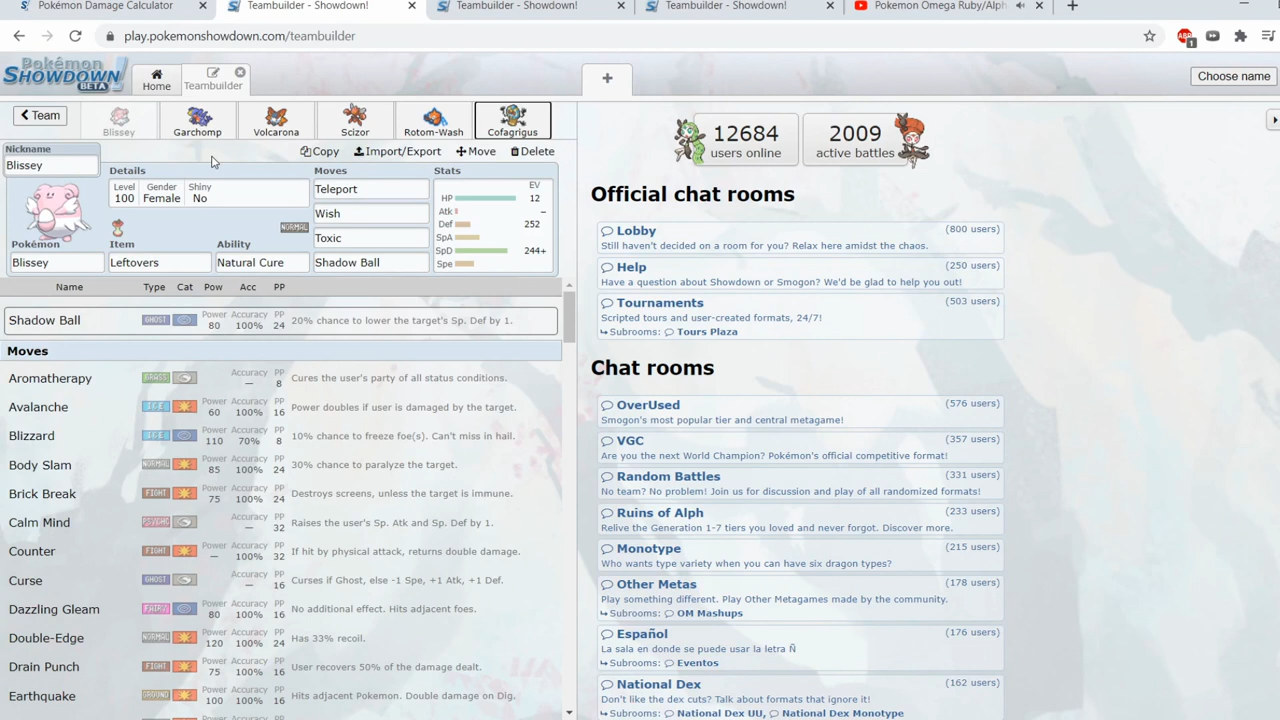 Pokémon Damage Calculator
Teambuilder - Showdown!
Teambuilder - Showdown!
Teambuilder - Showdown!
Pokemon Omega Ruby/Alph
play.pokemonshowdown.com/teambuilder
ABP
1
Pokémon
SHOWDOWN!
BETA
Home
Teambuilder
Choose name
Team
Blissey
Garchomp
Volcarona
Scizor
Rotom-Wash
Cofagrigus
Nickname
Blissey
Copy Import/Export Move Delete
Details
Level Gender Shiny
100 Female No
NORMAL
Pokémon Item Ability
Blissey Leftovers Natural Cure
Moves
Teleport
Wish
Toxic
Shadow Ball
Stats
EV
HP 12
Atk –
Def 252
SpA
SpD 244+
Spe
Name Type Cat Pow Acc PP
Shadow Ball GHOST Power 80 Accuracy 100% PP 24 20% chance to lower the target's Sp. Def by 1.
Moves
Aromatherapy GRASS Accuracy — PP 8 Cures the user's party of all status conditions.
Avalanche ICE Power 60 Accuracy 100% PP 16 Power doubles if user is damaged by the target.
Blizzard ICE Power 110 Accuracy 70% PP 8 10% chance to freeze foe(s). Can't miss in hail.
Body Slam NORMAL Power 85 Accuracy 100% PP 24 30% chance to paralyze the target.
Brick Break FIGHT Power 75 Accuracy 100% PP 24 Destroys screens, unless the target is immune.
Calm Mind PSYCHC Accuracy — PP 32 Raises the user's Sp. Atk and Sp. Def by 1.
Counter FIGHT Power — Accuracy 100% PP 32 If hit by physical attack, returns double damage.
Curse GHOST Accuracy — PP 16 Curses if Ghost, else -1 Spe, +1 Atk, +1 Def.
Dazzling Gleam FAIRY Power 80 Accuracy 100% PP 16 No additional effect. Hits adjacent foes.
Double-Edge NORMAL Power 120 Accuracy 100% PP 24 Has 33% recoil.
Drain Punch FIGHT Power 75 Accuracy 100% PP 16 User recovers 50% of the damage dealt.
Earthquake GROUND Power 100 Accuracy 100% PP 16 Hits adjacent Pokemon. Double damage on Dig.
12684
users online
2009
active battles
Official chat rooms
Lobby (800 users)
Still haven't decided on a room for you? Relax here amidst the chaos.
Help (250 users)
Have a question about Showdown or Smogon? We'd be glad to help you out!
Tournaments (503 users)
Scripted tours and user-created formats, 24/7!
Subrooms: Tours Plaza
Chat rooms
OverUsed (576 users)
Smogon's most popular tier and central metagame!
VGC (357 users)
Are you the next World Champion? Pokémon's official competitive format!
Random Battles (331 users)
No team? No problem! Join us for discussion and play of all randomized formats!
Ruins of Alph (233 users)
Relive the Generation 1-7 tiers you loved and never forgot. Discover more.
Monotype (215 users)
Who wants type variety when you can have six dragon types?
Other Metas (178 users)
Play something different. Play Other Metagames made by the community.
Subrooms: OM Mashups
Español (176 users)
La sala en donde se puede usar la letra Ñ
Subrooms: Eventos
National Dex (162 users)
Don't like the dex cuts? Talk about formats that ignore it!
Subrooms: National Dex UU, National Dex Monotype